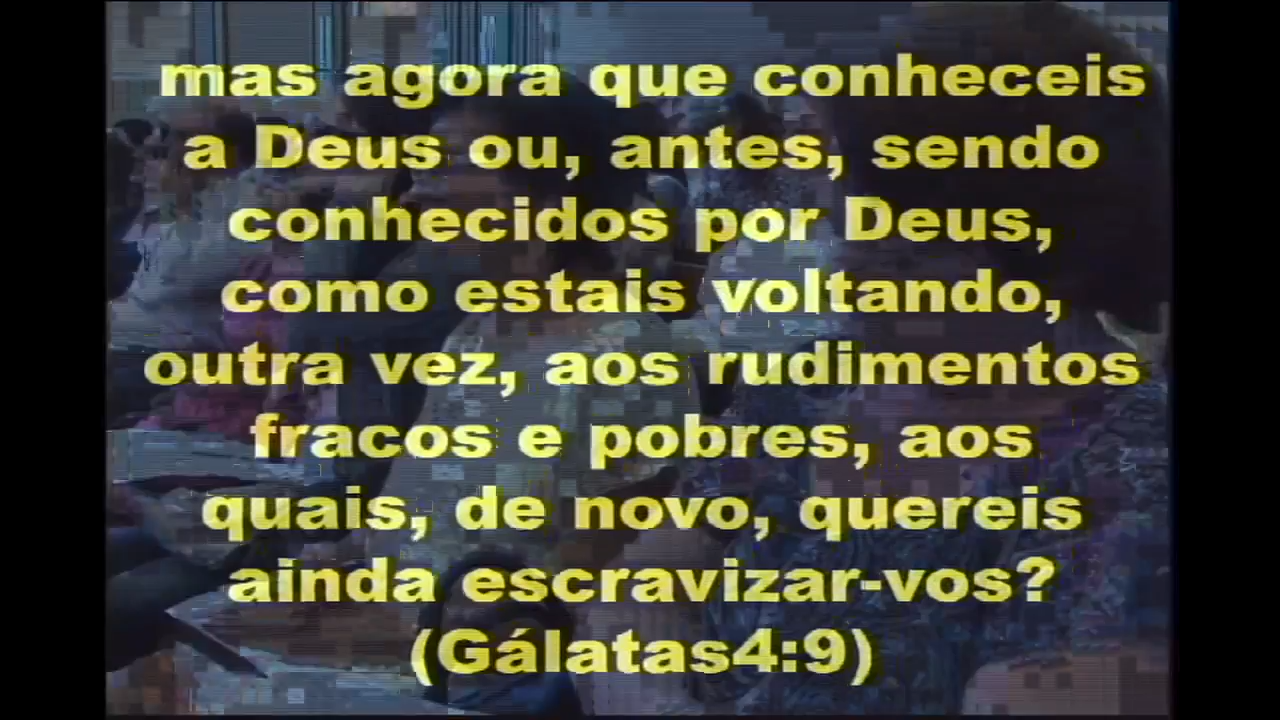 mas agora que conheceis
a Deus ou, antes, sendo
conhecidos por Deus,
como estais voltando,
outra vez, aos rudimentos
fracos e pobres, aos
quais, de novo, quereis
ainda escravizar-vos?
(Gálatas4:9)